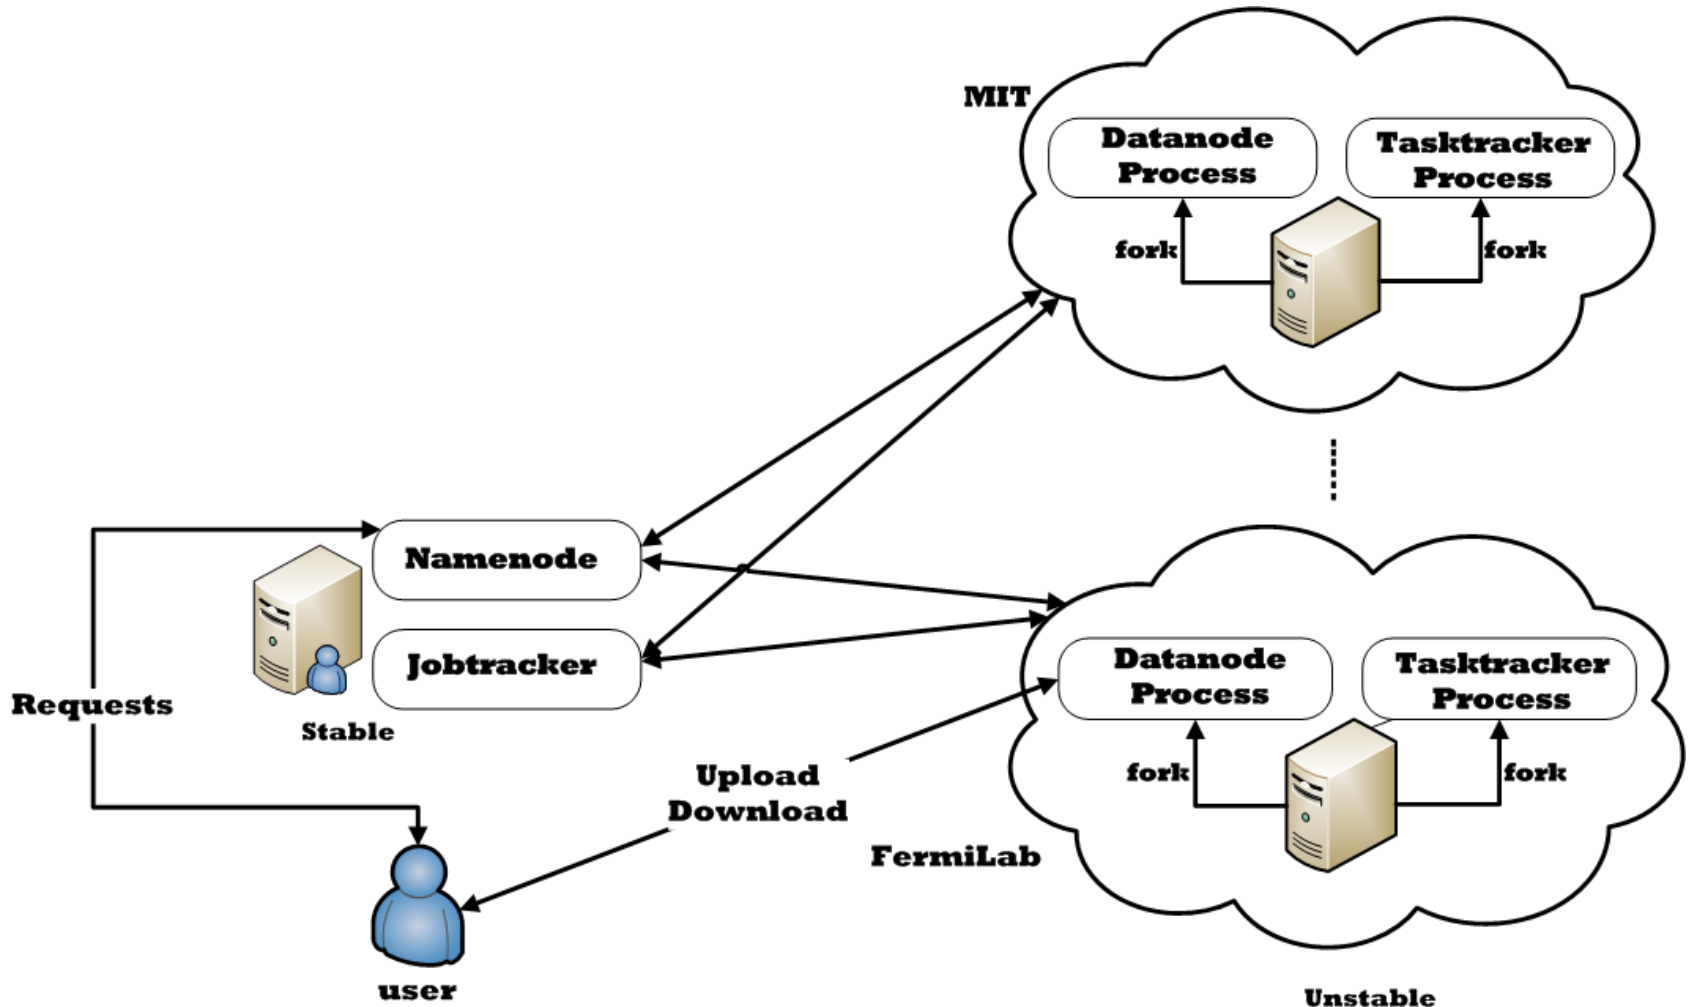 MIT
Datanode
Process
Tasktracker
Process
fork
fork
Namenode
Jobtracker
Stable
Requests
Upload
Download
user
Datanode
Process
Tasktracker
Process
fork
fork
FermiLab
Unstable